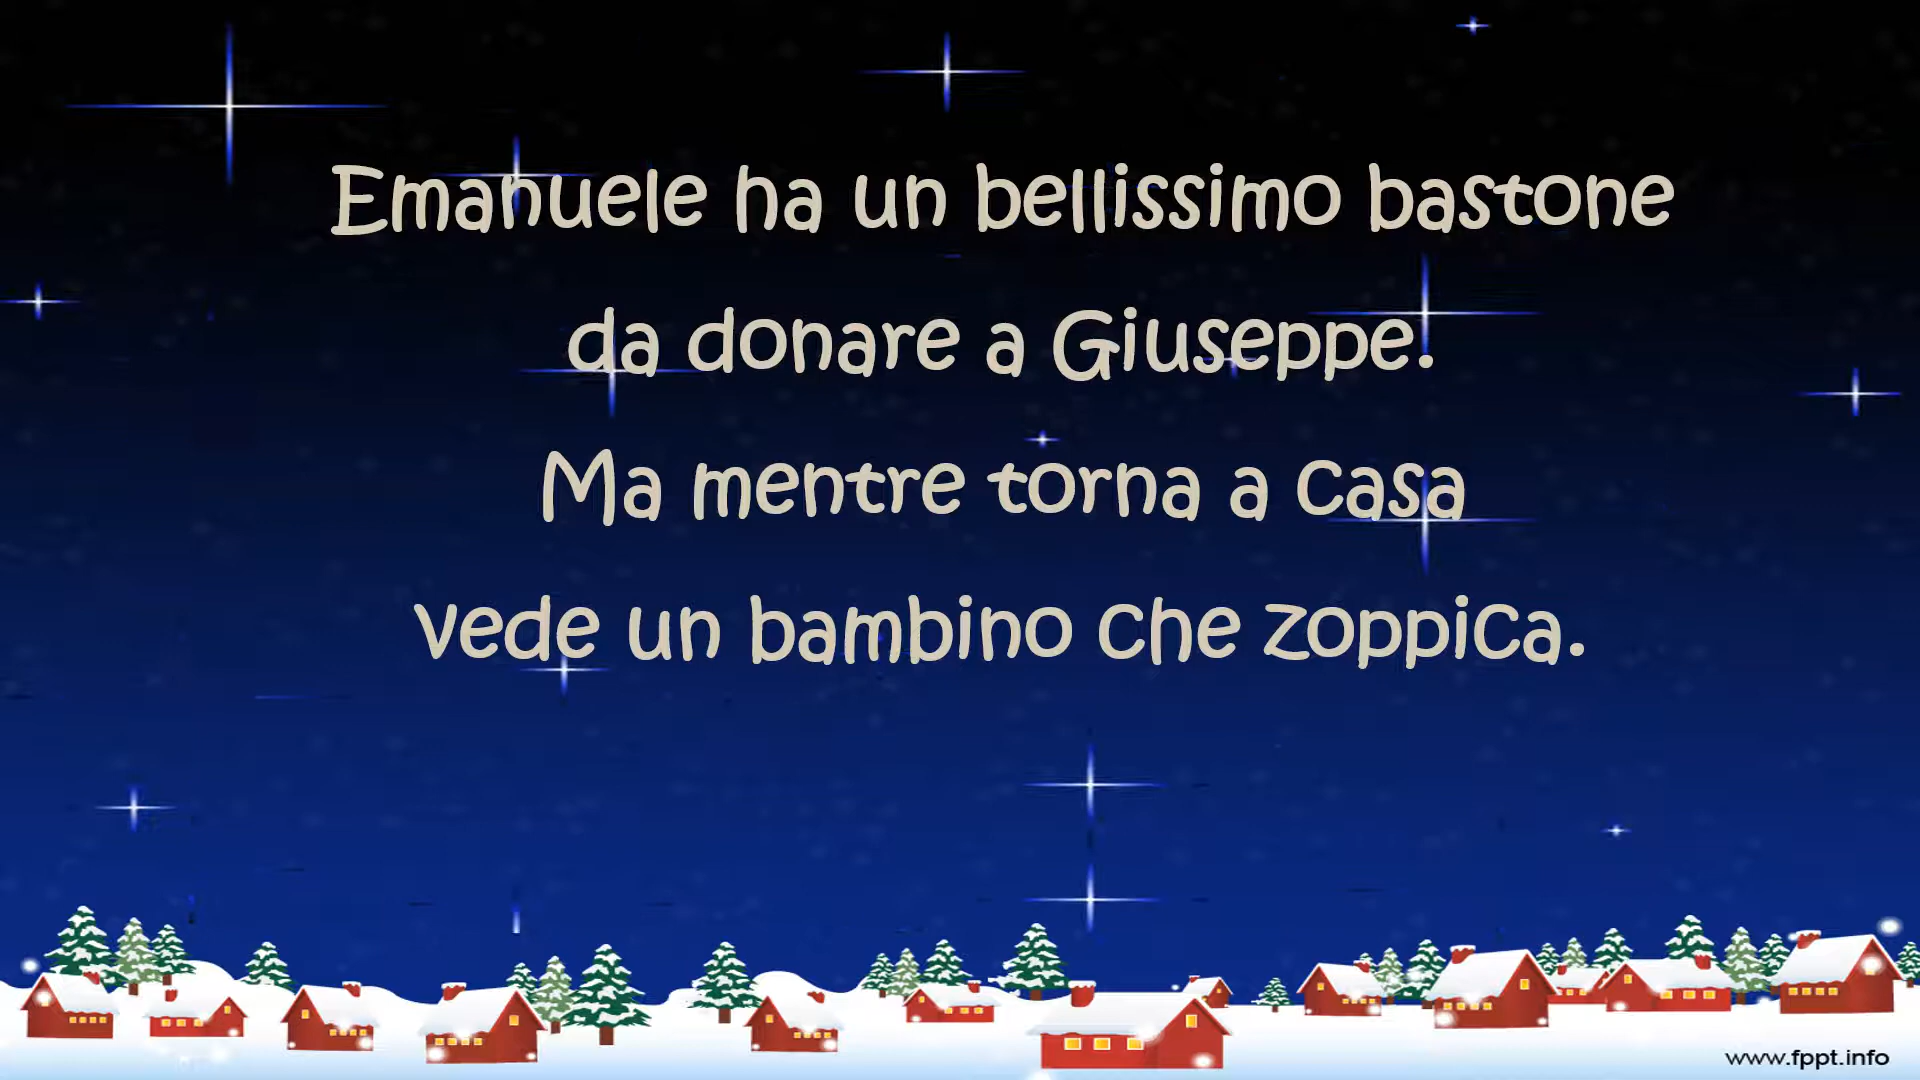 Emanuele ha un bellissimo bastone
da donare a Giuseppe.
Ma mentre torna a casa
vede un bambino che zoppica.
www.fppt.info